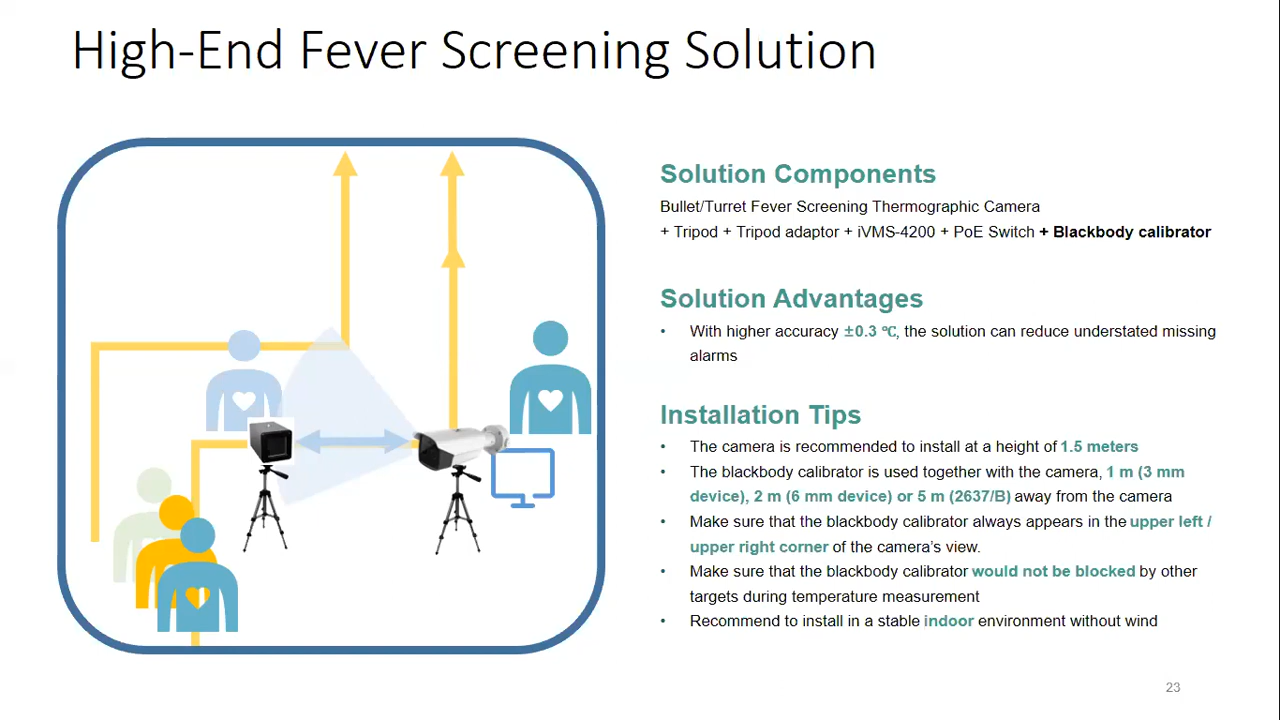 High-End Fever Screening Solution
Solution Components
Bullet/Turret Fever Screening Thermographic Camera
+ Tripod + Tripod adaptor + iVMS-4200 + PoE Switch + Blackbody calibrator
Solution Advantages
• With higher accuracy ±0.3 ℃, the solution can reduce understated missing
alarms
Installation Tips
• The camera is recommended to install at a height of 1.5 meters
• The blackbody calibrator is used together with the camera, 1 m (3 mm
device), 2 m (6 mm device) or 5 m (2637/B) away from the camera
• Make sure that the blackbody calibrator always appears in the upper left /
upper right corner of the camera’s view.
• Make sure that the blackbody calibrator would not be blocked by other
targets during temperature measurement
• Recommend to install in a stable indoor environment without wind
23